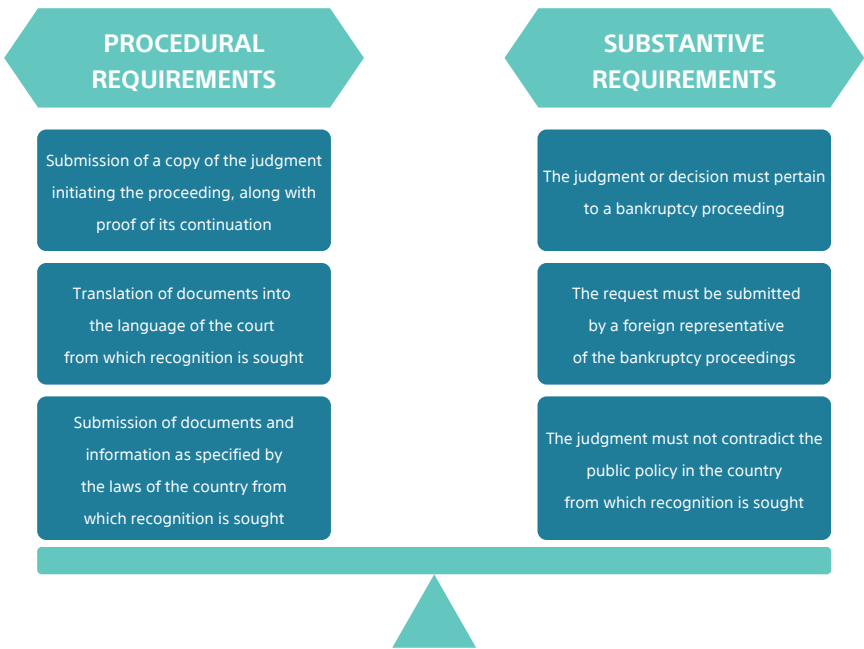 PROCEDURAL
REQUIREMENTS
Submission of a copy of the judgment
initiating the proceeding, along with
proof of its continuation
Translation of documents into
the language of the court
from which recognition is sought
Submission of documents and
information as specified by
the laws of the country from
which recognition is sought
SUBSTANTIVE
REQUIREMENTS
The judgment or decision must pertain
to a bankruptcy proceeding
The request must be submitted
by a foreign representative
of the bankruptcy proceedings
The judgment must not contradict the
public policy in the country
from which recognition is sought